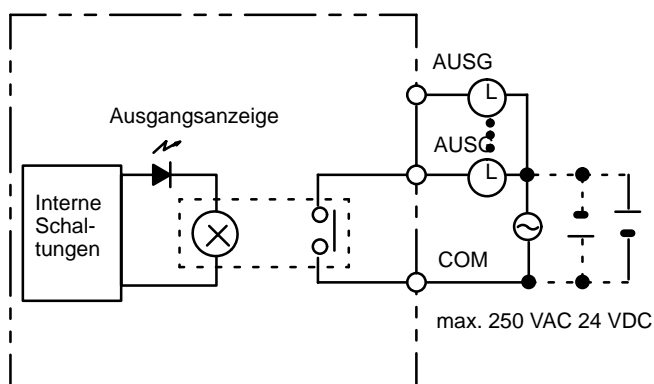 AUSG
Ausgangsanzeige
AUSG
L
L
Interne
Schal-
tungen
COM
max. 250 VAC 24 VDC